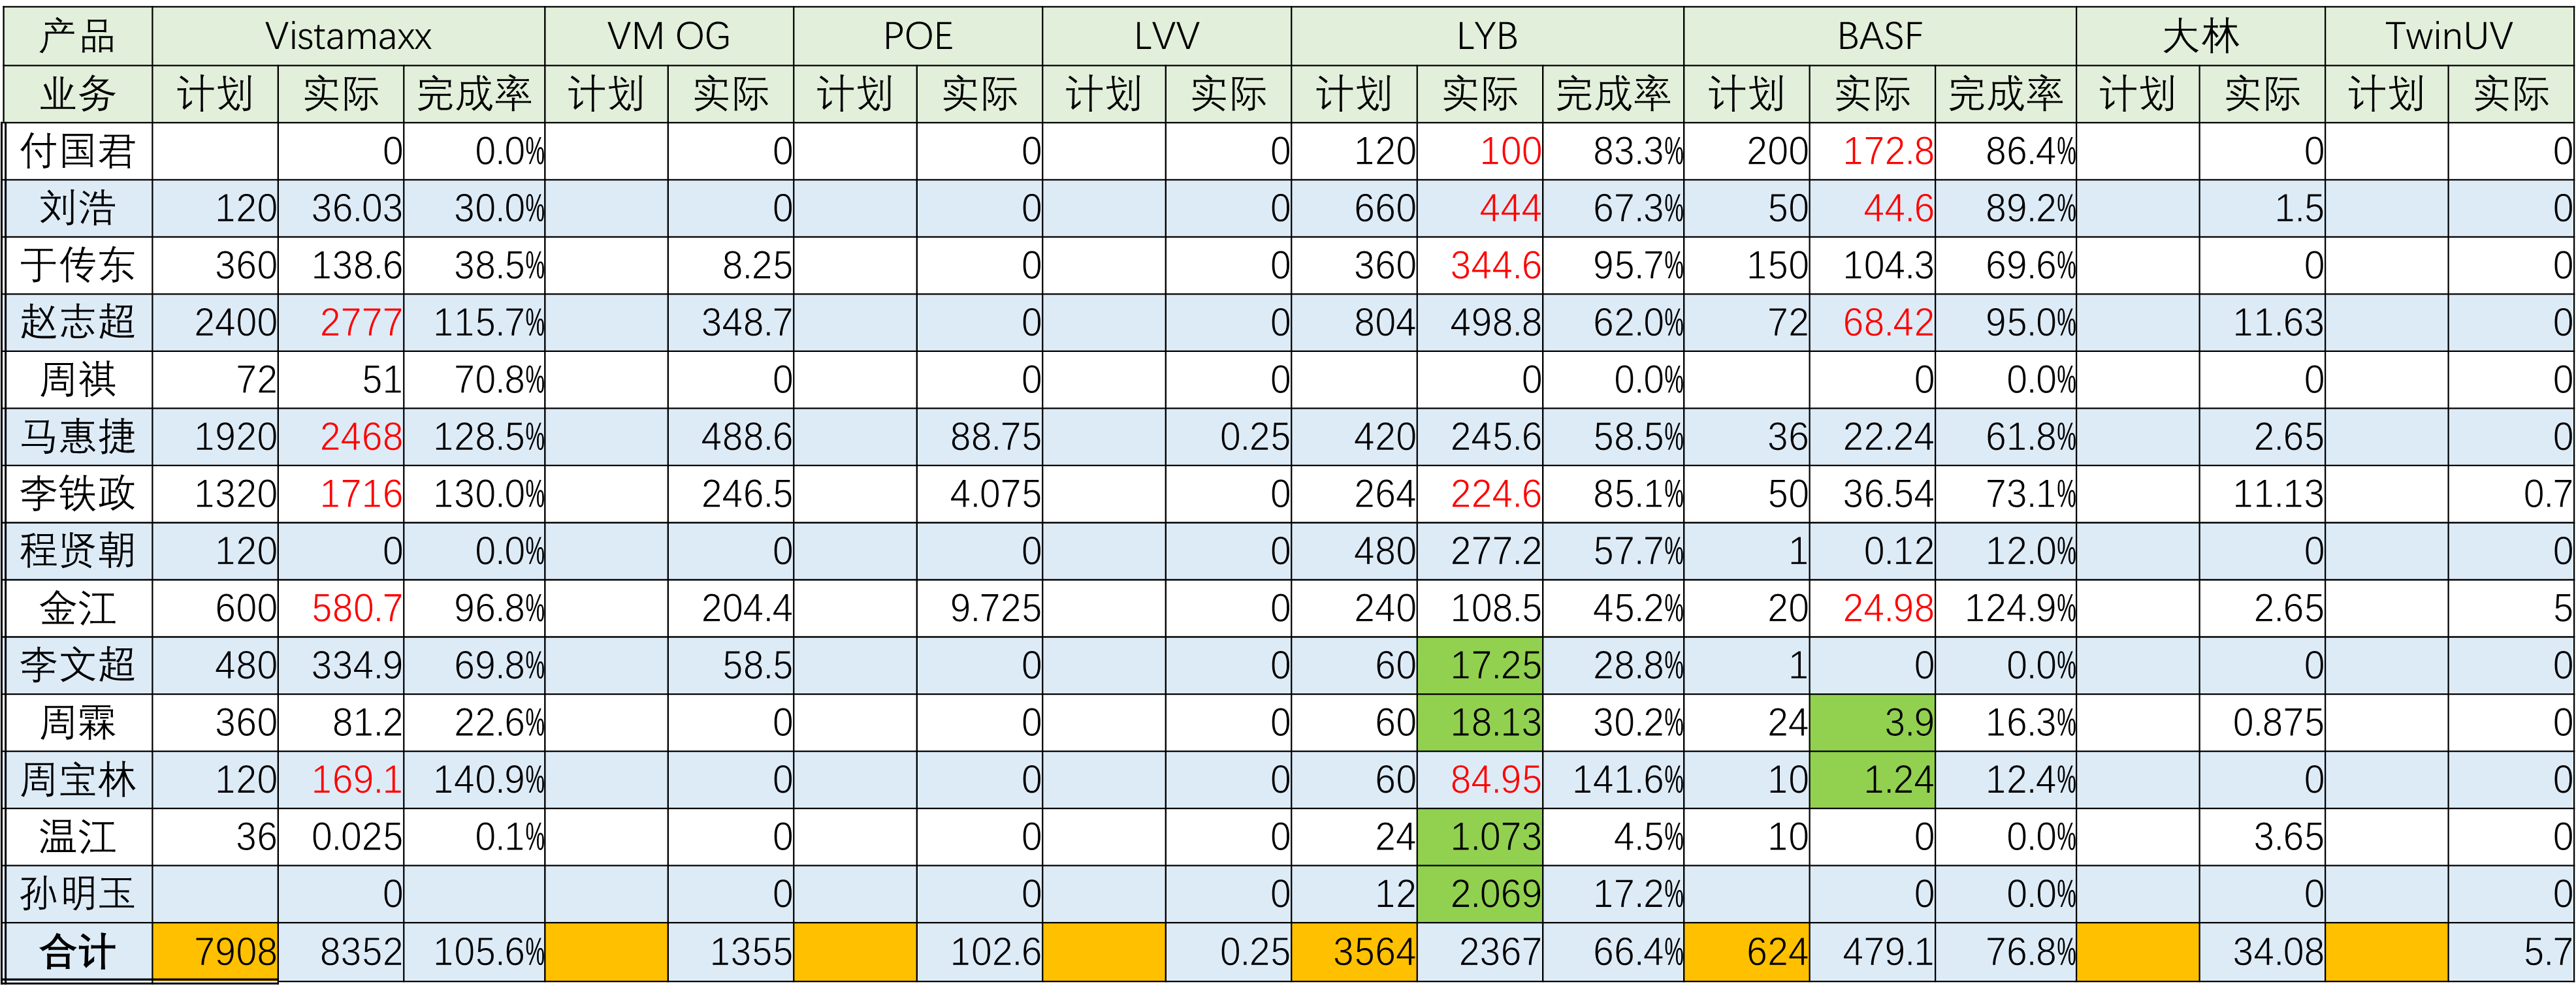 产品 Vistamaxx VM OG POE LVV LYB BASF 大林 TwinUV
业务 计划 实际 完成率 计划 实际 计划 实际 计划 实际 计划 实际 完成率 计划 实际 完成率 计划 实际 计划 实际
付国君 0 0.0% 0 0 0 120 100 83.3% 200 172.8 86.4% 0 0
刘浩 120 36.03 30.0% 0 0 0 660 444 67.3% 50 44.6 89.2% 1.5 0
于传东 360 138.6 38.5% 8.25 0 0 360 344.6 95.7% 150 104.3 69.6% 0 0
赵志超 2400 2777 115.7% 348.7 0 0 804 498.8 62.0% 72 68.42 95.0% 11.63 0
周祺 72 51 70.8% 0 0 0 0 0.0% 0 0.0% 0 0
马惠捷 1920 2468 128.5% 488.6 88.75 0.25 420 245.6 58.5% 36 22.24 61.8% 2.65 0
李铁政 1320 1716 130.0% 246.5 4.075 0 264 224.6 85.1% 50 36.54 73.1% 11.13 0.7
程贤朝 120 0 0.0% 0 0 0 480 277.2 57.7% 1 0.12 12.0% 0 0
金江 600 580.7 96.8% 204.4 9.725 0 240 108.5 45.2% 20 24.98 124.9% 2.65 5
李文超 480 334.9 69.8% 58.5 0 0 60 17.25 28.8% 1 0 0.0% 0 0
周霖 360 81.2 22.6% 0 0 0 60 18.13 30.2% 24 3.9 16.3% 0.875 0
周宝林 120 169.1 140.9% 0 0 0 60 84.95 141.6% 10 1.24 12.4% 0 0
温江 36 0.025 0.1% 0 0 0 24 1.073 4.5% 10 0 0.0% 3.65 0
孙明玉 0 0 0 0 12 2.069 17.2% 0 0.0% 0 0
合计 7908 8352 105.6% 1355 102.6 0.25 3564 2367 66.4% 624 479.1 76.8% 34.08 5.7